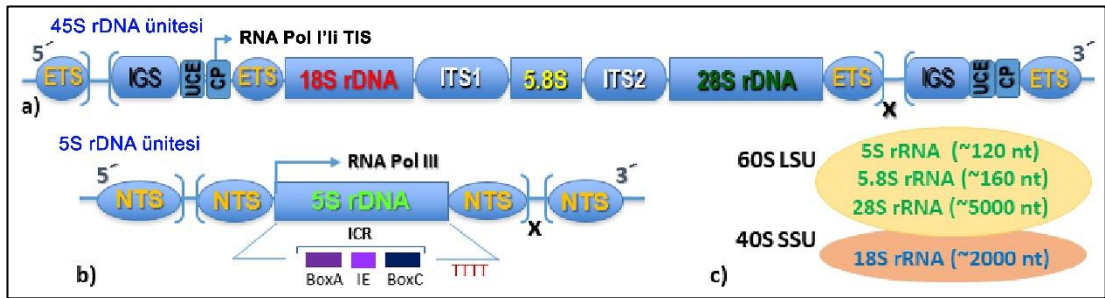 45S rDNA ünitesi
RNA Pol I'li TIS
5´
3´
ETS IGS UCE CP ETS 18S rDNA ITS1 5.8S ITS2 28S rDNA ETS IGS UCE CP ETS
a)
x
5S rDNA ünitesi
RNA Pol III
5´
3´
NTS NTS 5S rDNA NTS NTS
x
ICR
BoxA IE BoxC
TTTT
b)
60S LSU
5S rRNA (~120 nt)
5.8S rRNA (~160 nt)
28S rRNA (~5000 nt)
40S SSU
18S rRNA (~2000 nt)
c)